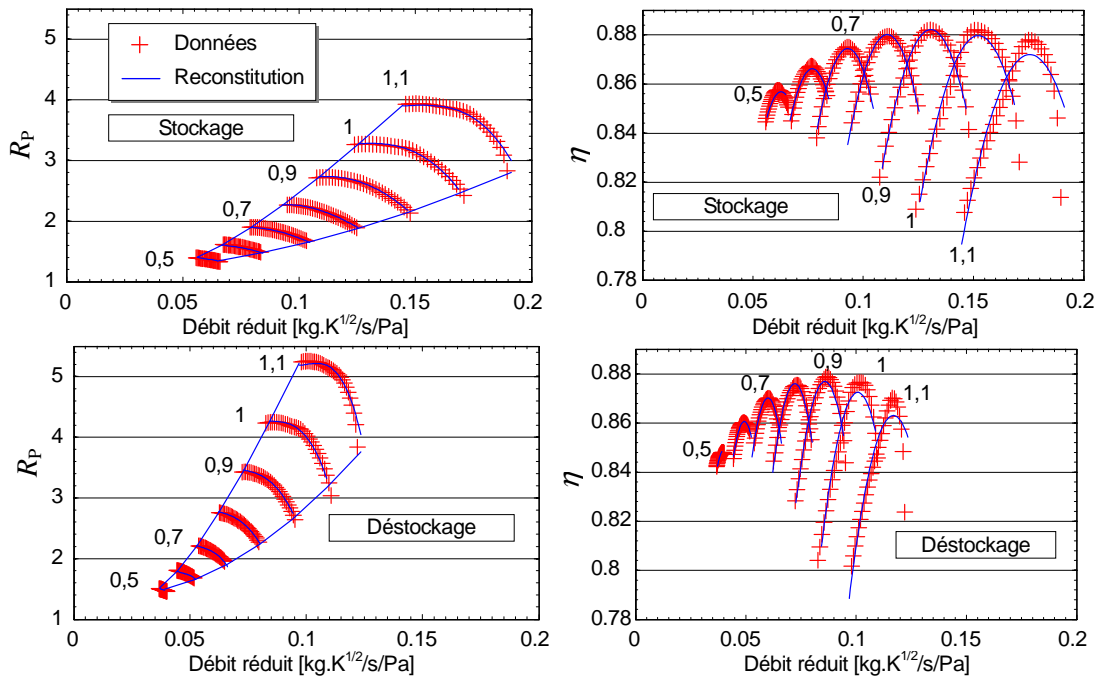 5
4
3
2
1
R_P
Données
Reconstitution
Stockage
1,1
1
0,9
0,7
0,5
0 0.05 0.1 0.15 0.2
Débit réduit [kg.K^1/2/s/Pa]
0.88
0.86
0.84
0.82
0.8
0.78
η
0,7
0,5
0,9
1
1,1
Stockage
0 0.05 0.1 0.15 0.2
Débit réduit [kg.K^1/2/s/Pa]
5
4
3
2
1
R_P
1,1
1
0,9
0,7
0,5
Déstockage
0 0.05 0.1 0.15 0.2
Débit réduit [kg.K^1/2/s/Pa]
0.88
0.86
0.84
0.82
0.8
0.78
η
0,9
1
0,7
1,1
0,5
Déstockage
0 0.05 0.1 0.15 0.2
Débit réduit [kg.K^1/2/s/Pa]